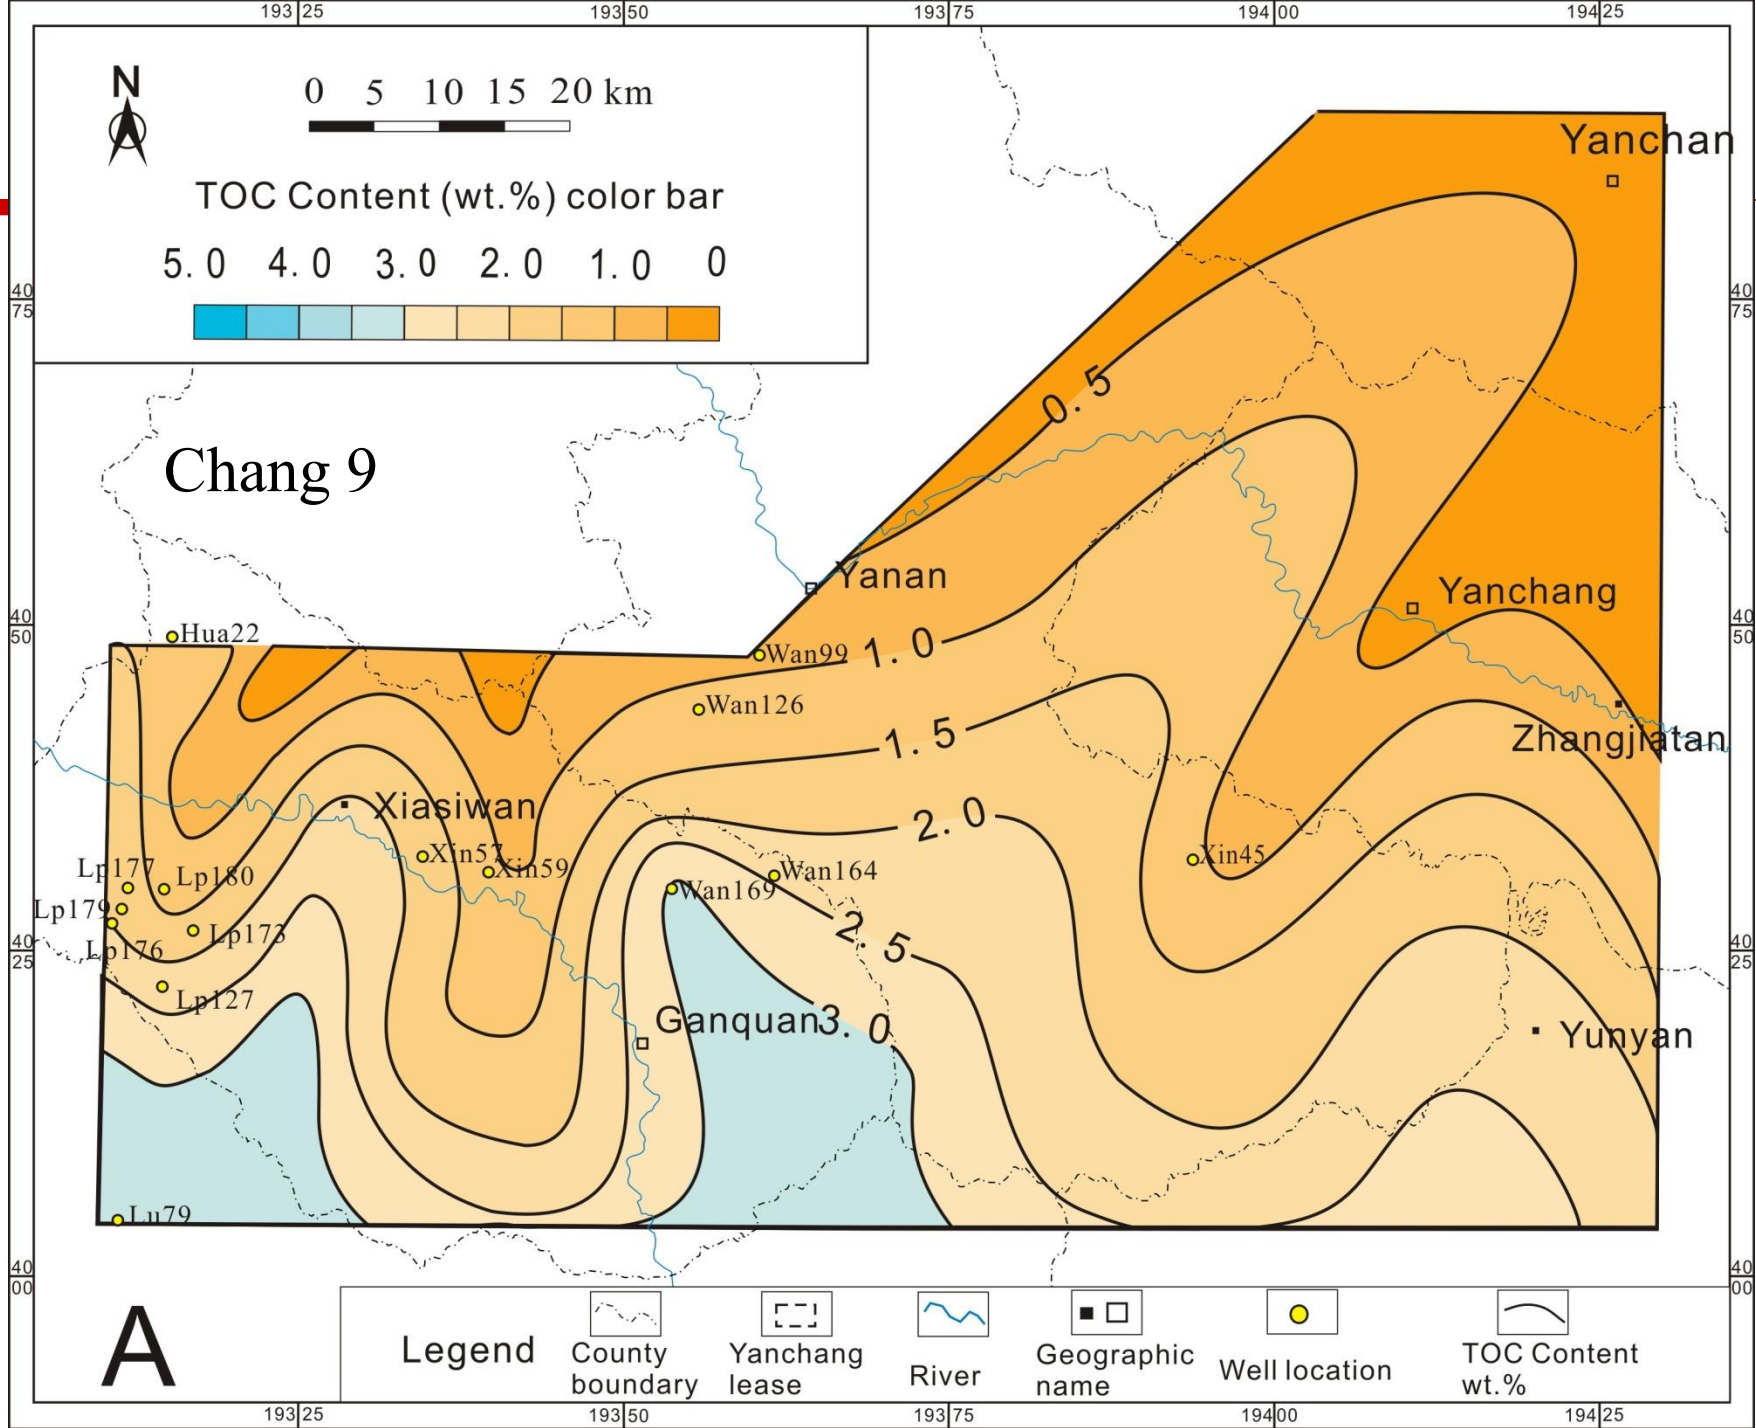 193 25
193 50
193 75
194 00
194 25
N
0 5 10 15 20 km
TOC Content (wt.%) color bar
5.0 4.0 3.0 2.0 1.0 0
Yanchan
40
75
40
75
0.5
Chang 9
Yanan
Yanchang
40
50
40
50
Hua22
Wan99
1.0
Wan126
1.5
Zhangjiatan
Xiasiwan
2.0
Xin57
Xin59
Xin45
Lp177
Lp180
Wan164
Wan169
Lp179
Lp173
2.5
Lp176
40
25
40
25
Lp127
Ganquan
3.0
Yunyan
Lu79
40
00
40
00
A
Legend
County
boundary
Yanchang
lease
River
Geographic
name
Well location
TOC Content
wt.%
193 25
193 50
193 75
194 00
194 25